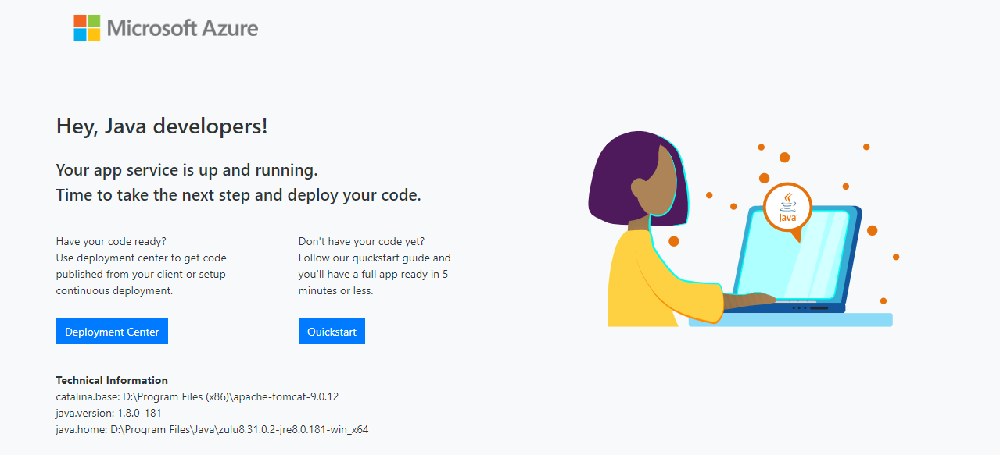 Microsoft Azure
Hey, Java developers!
Your app service is up and running.
Time to take the next step and deploy your code.
Have your code ready?
Use deployment center to get code
published from your client or setup
continuous deployment.
Deployment Center
Don't have your code yet?
Follow our quickstart guide and
you'll have a full app ready in 5
minutes or less.
Quickstart
Technical Information
catalina.base: D:\Program Files (x86)\apache-tomcat-9.0.12
java.version: 1.8.0_181
java.home: D:\Program Files\Java\zulu8.31.0.2-jre8.0.181-win_x64
Java